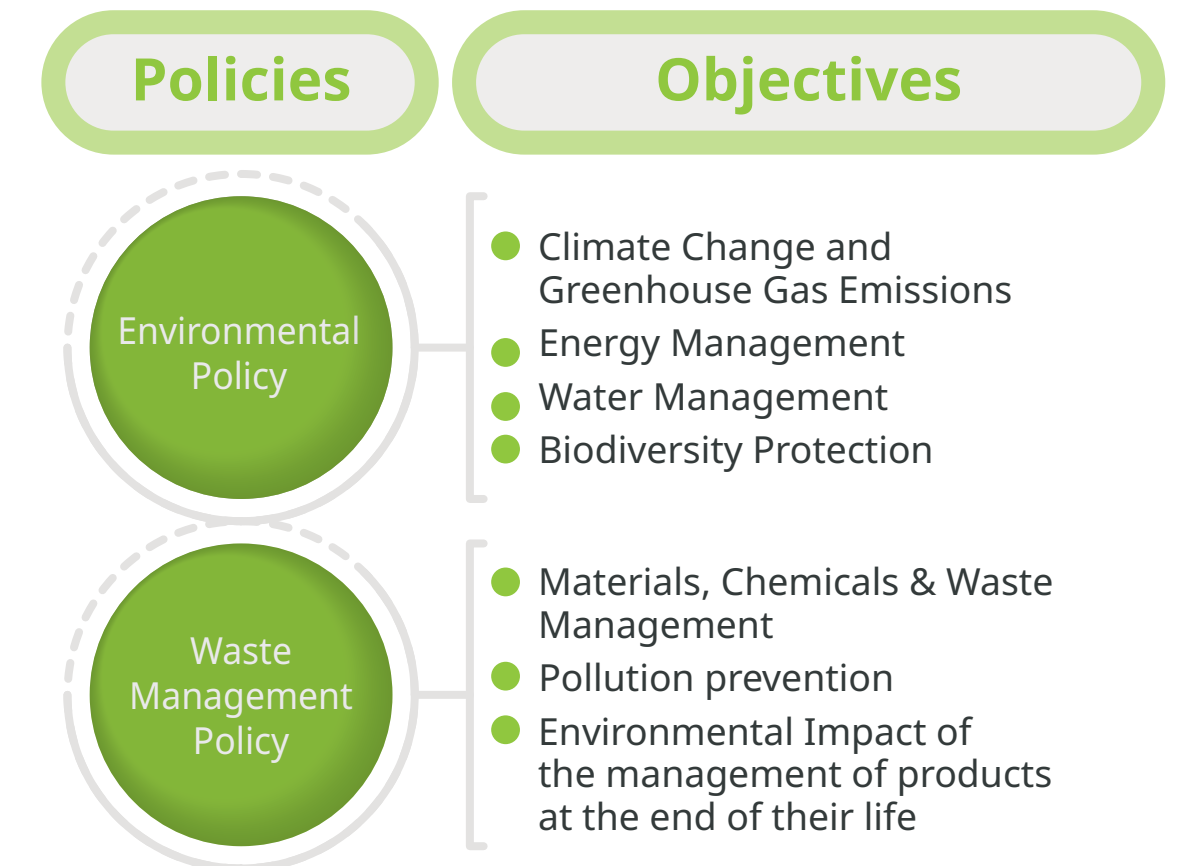 Policies
Objectives
Environmental
Policy
Climate Change and
Greenhouse Gas Emissions
Energy Management
Water Management
Biodiversity Protection
Waste
Management
Policy
Materials, Chemicals & Waste
Management
Pollution prevention
Environmental Impact of
the management of products
at the end of their life